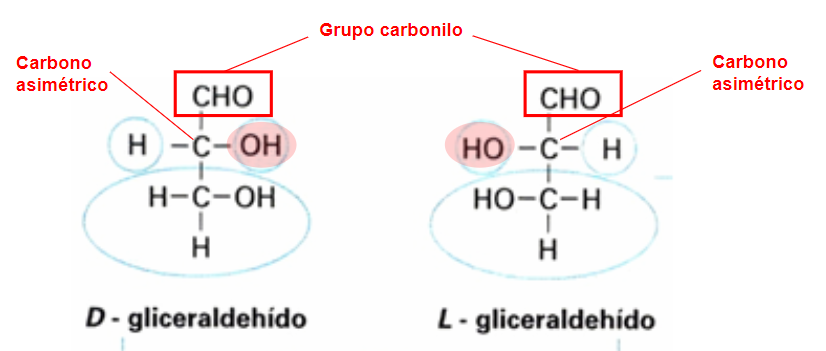 Grupo carbonilo
Carbono
asimétrico
Carbono
asimétrico
CHO
CHO
H –C– OH
HO –C– H
H–C–OH
HO–C–H
H
H
D - gliceraldehído
L - gliceraldehído